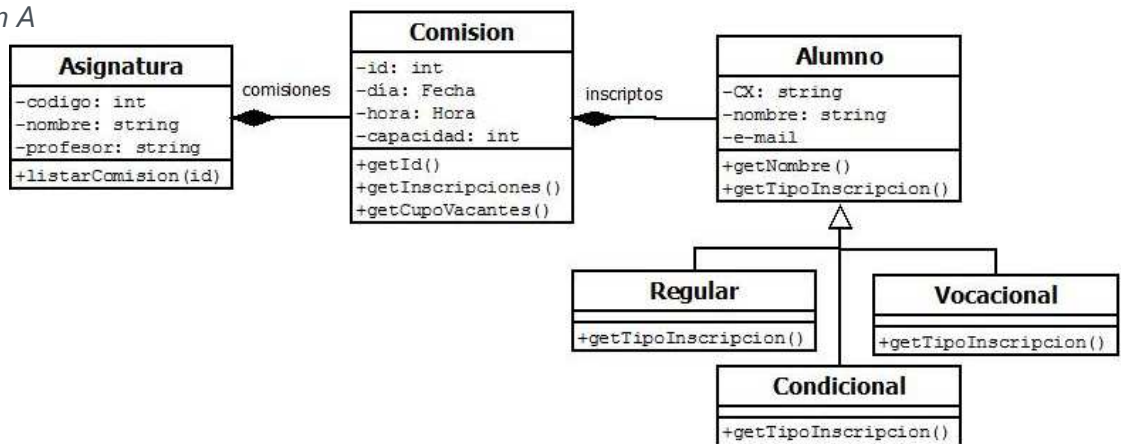 n A
Asignatura
-codigo: int
-nombre: string
-profesor: string
+listarComision(id)
comisiones
Comision
-id: int
-día: Fecha
-hora: Hora
-capacidad: int
+getId()
+getInscripciones()
+getCupoVacantes()
inscriptos
Alumno
-CX: string
-nombre: string
-e-mail
+getNombre()
+getTipoInscripcion()
Regular
+getTipoInscripcion()
Vocacional
+getTipoInscripcion()
Condicional
+getTipoInscripcion()